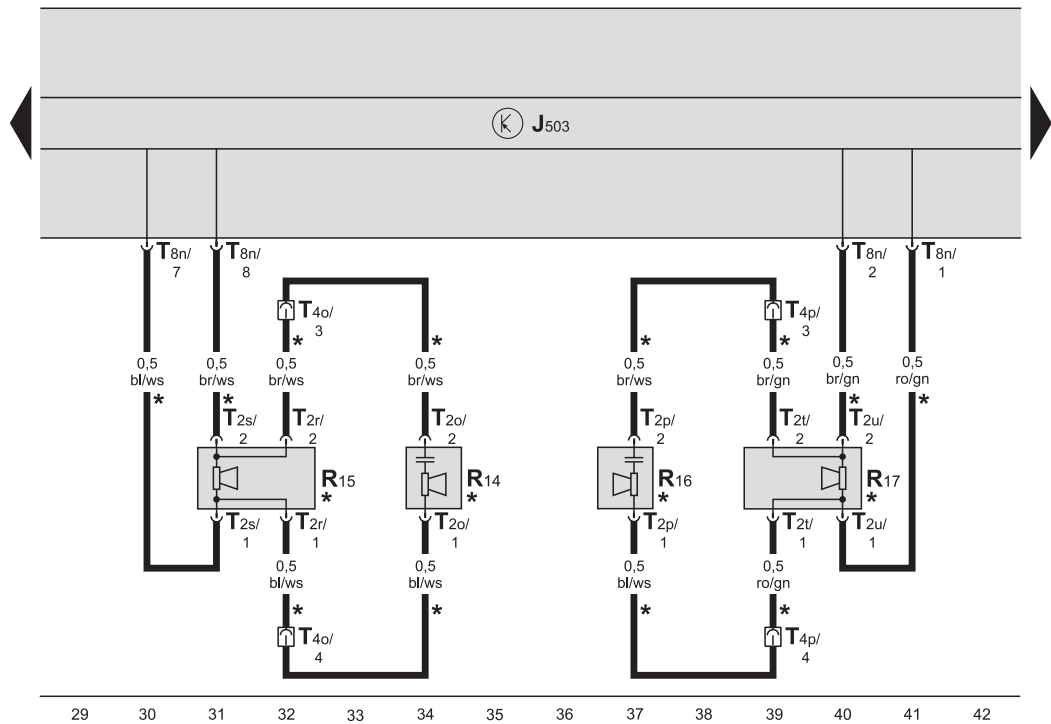 J503
T8n/ T8n/ T8n/ T8n/
7 8 2 1
T4o/ T4p/
3 3
* * * *
0,5 0,5 0,5 0,5 0,5 0,5 0,5 0,5
bl/ws br/ws br/ws br/ws br/ws br/gn br/gn ro/gn
* * * *
T2s/ T2r/ T2o/ T2p/ T2t/ T2u/
2 2 2 2 2 2
R15 R14 R16 R17
* * * *
T2s/ T2r/ T2o/ T2p/ T2t/ T2u/
1 1 1 1 1 1
0,5 0,5 0,5 0,5
bl/ws bl/ws bl/ws ro/gn
* * * *
T4o/ T4p/
4 4
29 30 31 32 33 34 35 36 37 38 39 40 41 42